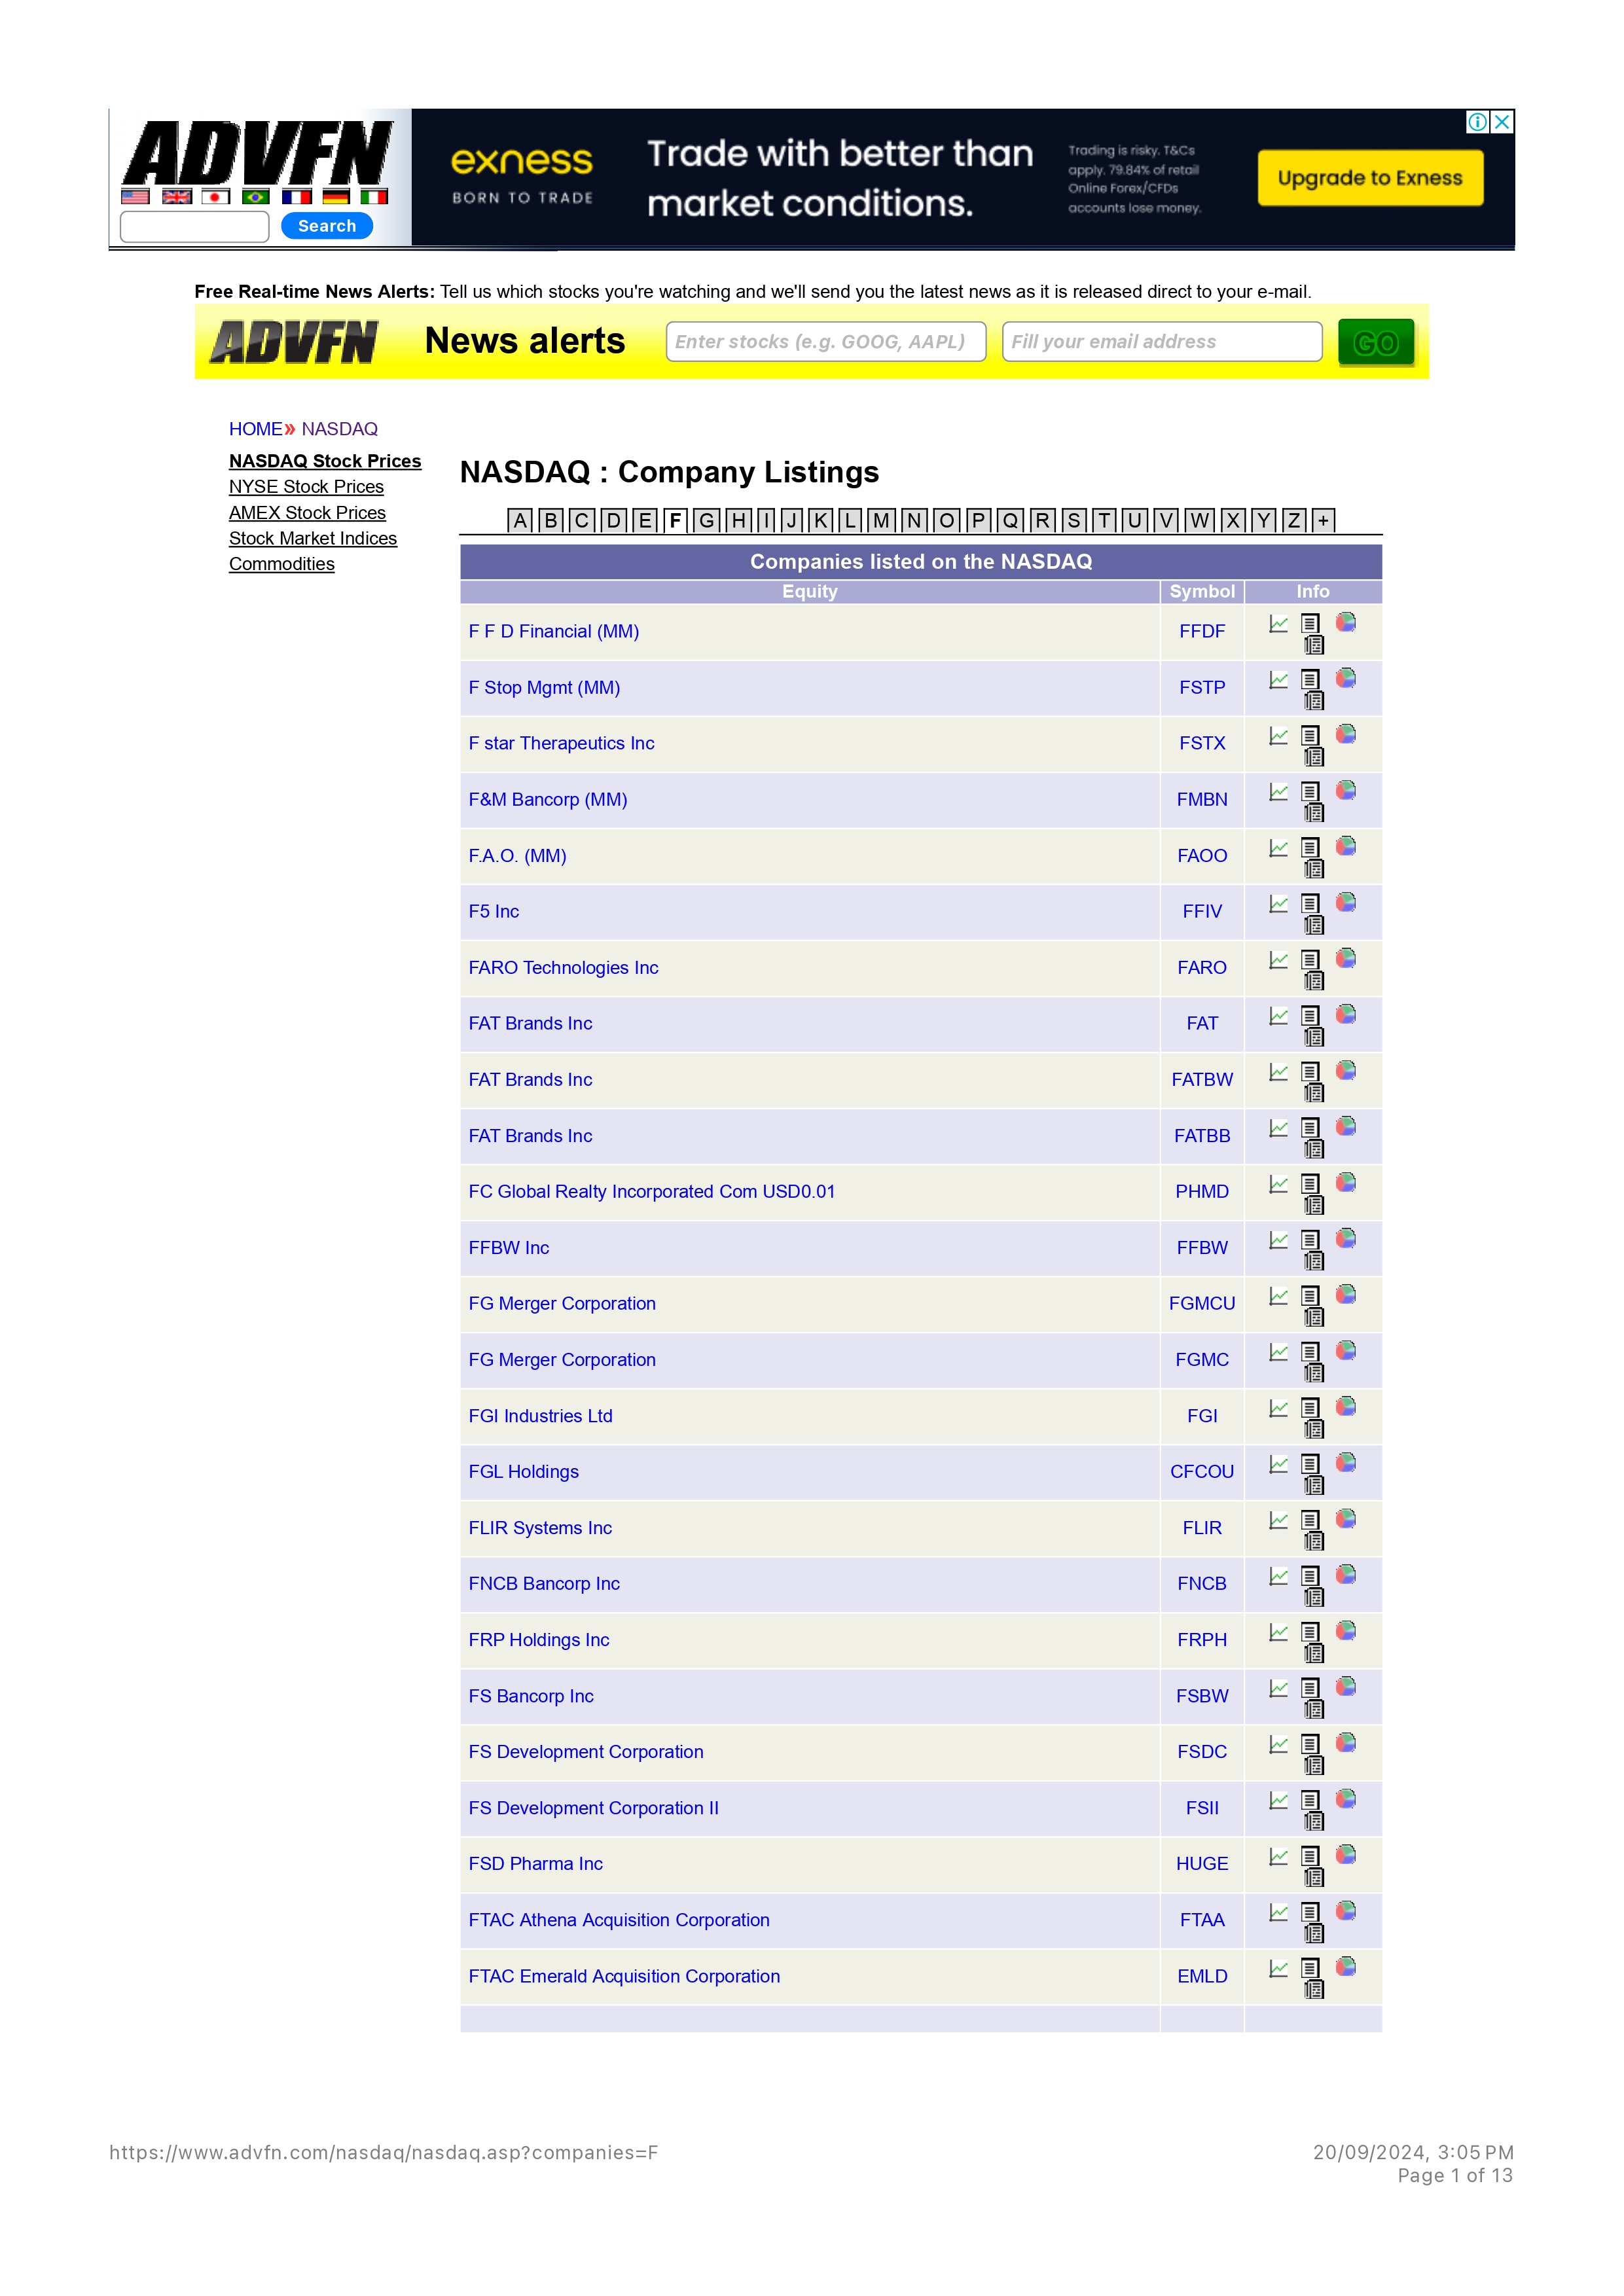 ADVFN
Search
exness
BORN TO TRADE
Trade with better than
market conditions.
Trading is risky. T&Cs
apply. 79.84% of retail
Online Forex/CFDs
accounts lose money.
Upgrade to Exness
Free Real-time News Alerts: Tell us which stocks you're watching and we'll send you the latest news as it is released direct to your e-mail.
ADVFN News alerts Enter stocks (e.g. GOOG, AAPL) Fill your email address GO
HOME» NASDAQ
NASDAQ Stock Prices
NYSE Stock Prices
AMEX Stock Prices
Stock Market Indices
Commodities
NASDAQ : Company Listings
A B C D E F G H I J K L M N O P Q R S T U V W X Y Z +
Companies listed on the NASDAQ
Equity Symbol Info
F F D Financial (MM) FFDF
F Stop Mgmt (MM) FSTP
F star Therapeutics Inc FSTX
F&M Bancorp (MM) FMBN
F.A.O. (MM) FAOO
F5 Inc FFIV
FARO Technologies Inc FARO
FAT Brands Inc FAT
FAT Brands Inc FATBW
FAT Brands Inc FATBB
FC Global Realty Incorporated Com USD0.01 PHMD
FFBW Inc FFBW
FG Merger Corporation FGMCU
FG Merger Corporation FGMC
FGI Industries Ltd FGI
FGL Holdings CFCOU
FLIR Systems Inc FLIR
FNCB Bancorp Inc FNCB
FRP Holdings Inc FRPH
FS Bancorp Inc FSBW
FS Development Corporation FSDC
FS Development Corporation II FSII
FSD Pharma Inc HUGE
FTAC Athena Acquisition Corporation FTAA
FTAC Emerald Acquisition Corporation EMLD
https://www.advfn.com/nasdaq/nasdaq.asp?companies=F 20/09/2024, 3:05 PM
Page 1 of 13